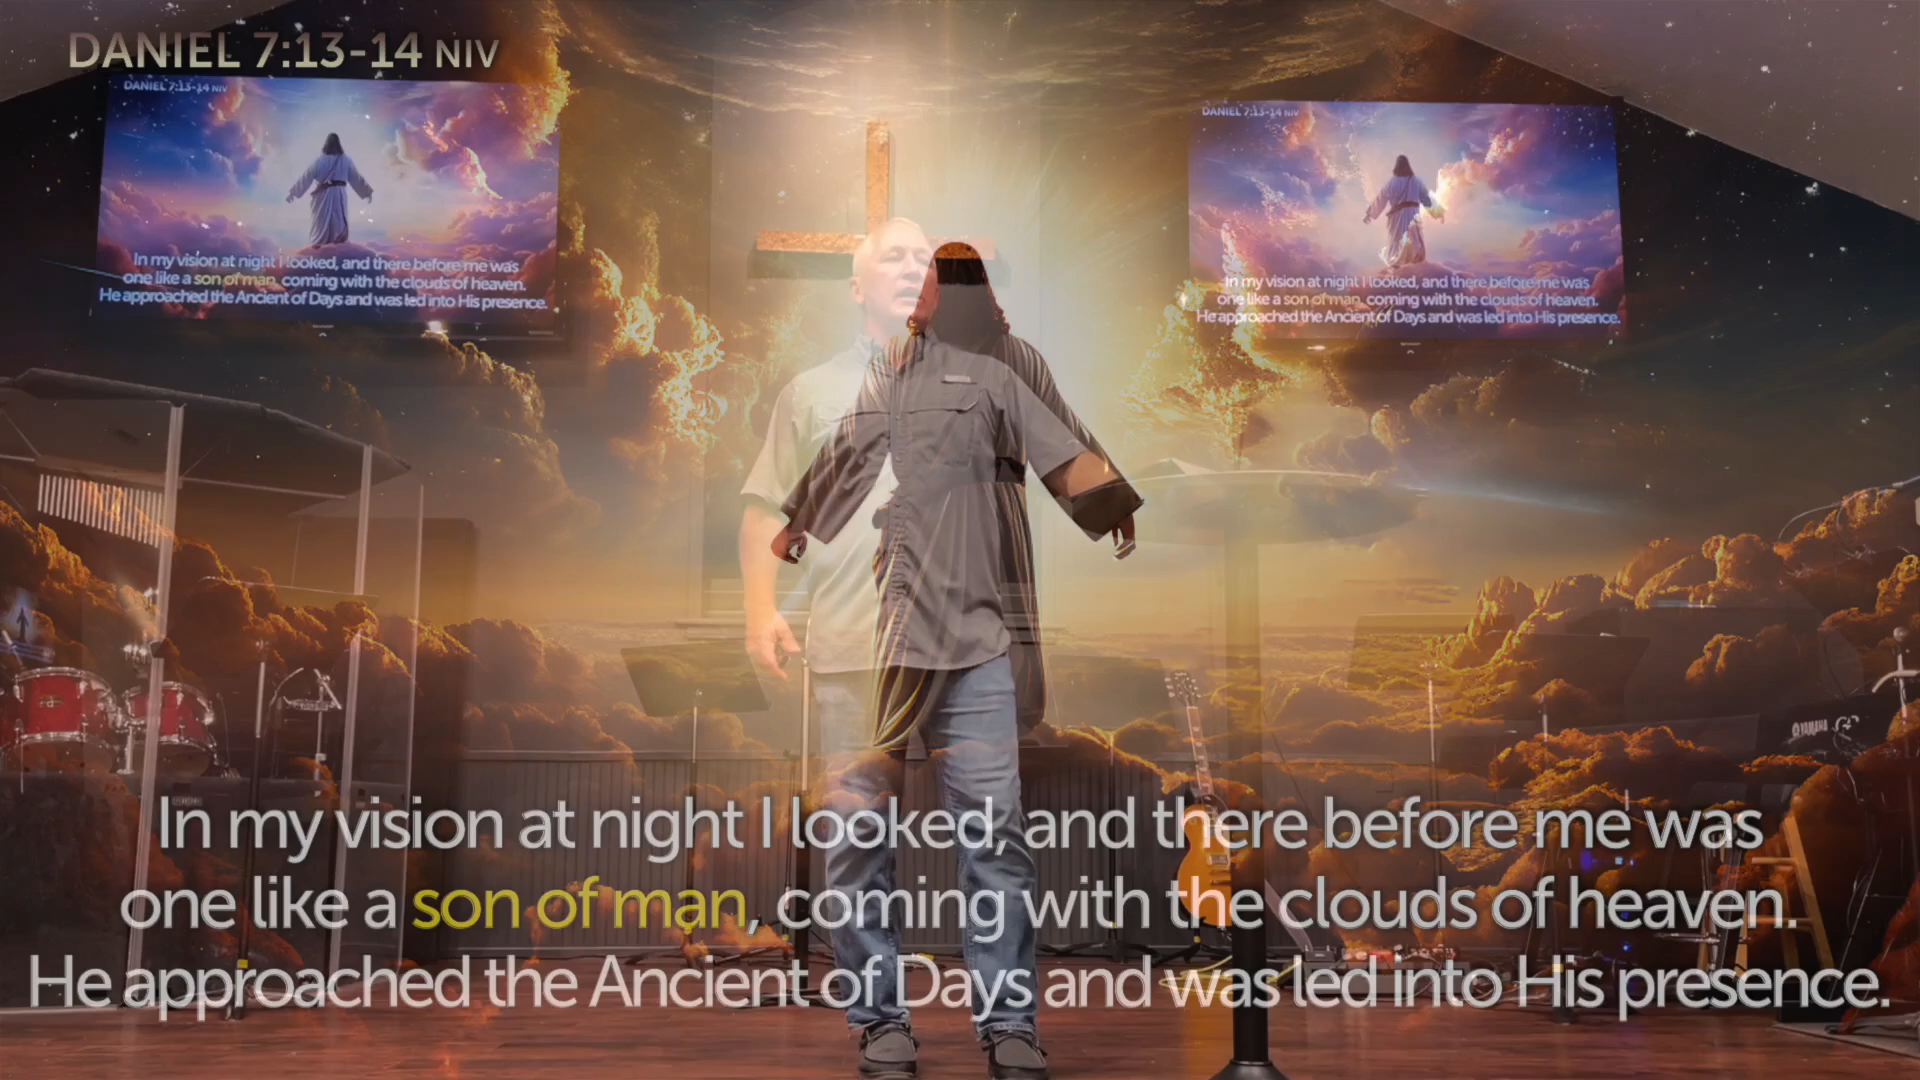 DANIEL 7:13-14 NIV
DANIEL 7:13-14 NIV
In my vision at night I looked, and there before me was
one like a son of man, coming with the clouds of heaven.
He approached the Ancient of Days and was led into His presence.
DANIEL 7:13-14 NIV
In my vision at night I looked, and there before me was
one like a son of man, coming with the clouds of heaven.
He approached the Ancient of Days and was led into His presence.
YAMAHA
In my vision at night I looked, and there before me was
one like a son of man, coming with the clouds of heaven.
He approached the Ancient of Days and was led into His presence.